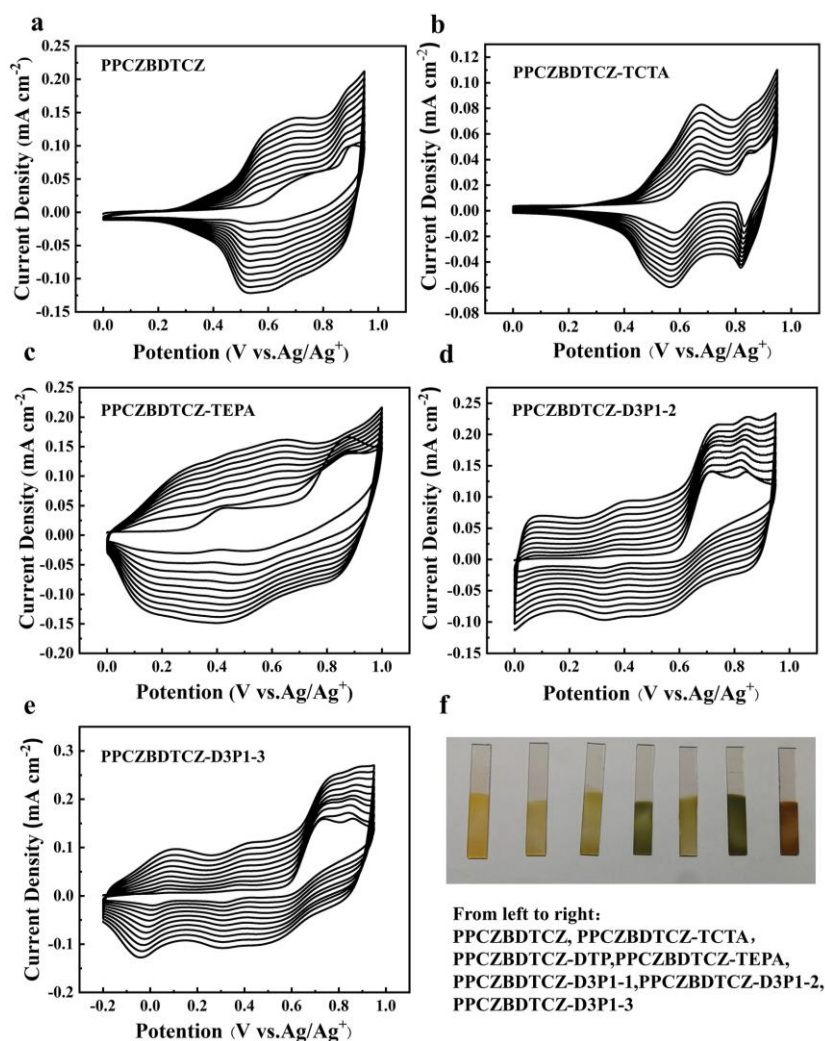 a
PPCZBDTCZ
Current Density (mA cm⁻²)
0.25
0.20
0.15
0.10
0.05
0.00
-0.05
-0.10
-0.15
0.0 0.2 0.4 0.6 0.8 1.0
Potention (V vs.Ag/Ag⁺)
b
PPCZBDTCZ-TCTA
Current Density (mA cm⁻²)
0.12
0.10
0.08
0.06
0.04
0.02
0.00
-0.02
-0.04
-0.06
-0.08
0.0 0.2 0.4 0.6 0.8 1.0
Potention（V vs.Ag/Ag⁺）
c
PPCZBDTCZ-TEPA
Current Density (mA cm⁻²)
0.25
0.20
0.15
0.10
0.05
0.00
-0.05
-0.10
-0.15
-0.20
0.0 0.2 0.4 0.6 0.8 1.0
Potention (V vs.Ag/Ag⁺)
d
PPCZBDTCZ-D3P1-2
Current Density (mA cm⁻²)
0.25
0.20
0.15
0.10
0.05
0.00
-0.05
-0.10
-0.15
0.0 0.2 0.4 0.6 0.8 1.0
Potention（V vs.Ag/Ag⁺）
e
PPCZBDTCZ-D3P1-3
Current Density (mA cm⁻²)
0.3
0.2
0.1
0.0
-0.1
-0.2
-0.2 0.0 0.2 0.4 0.6 0.8 1.0
Potention（V vs.Ag/Ag⁺）
f
From left to right：
PPCZBDTCZ, PPCZBDTCZ-TCTA，
PPCZBDTCZ-DTP,PPCZBDTCZ-TEPA,
PPCZBDTCZ-D3P1-1,PPCZBDTCZ-D3P1-2,
PPCZBDTCZ-D3P1-3